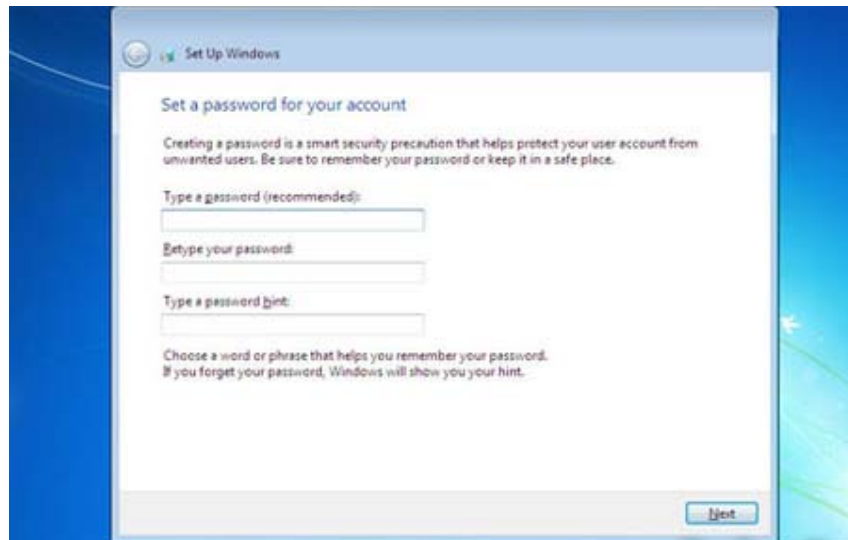 Set Up Windows
Set a password for your account
Creating a password is a smart security precaution that helps protect your user account from
unwanted users. Be sure to remember your password or keep it in a safe place.
Type a password (recommended):
Retype your password:
Type a password hint:
Choose a word or phrase that helps you remember your password.
If you forget your password, Windows will show you your hint.
Next